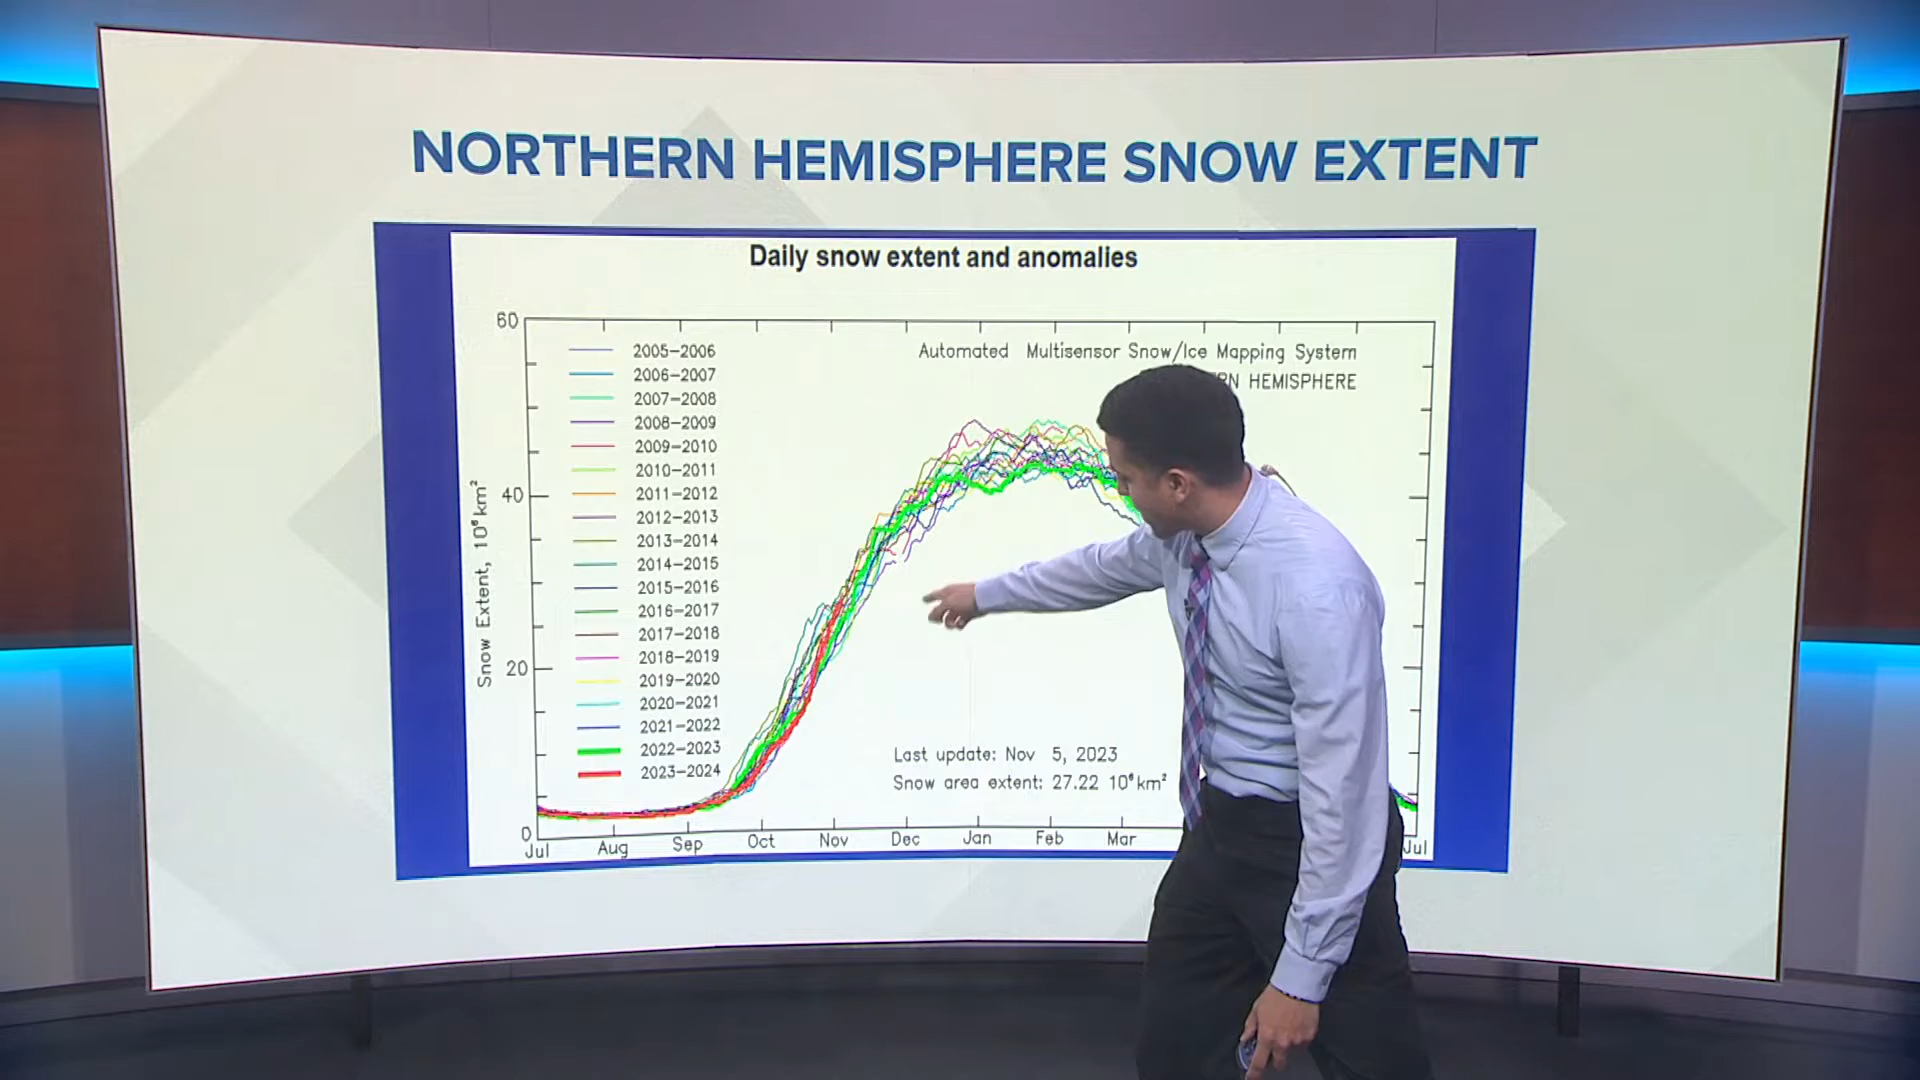 NORTHERN HEMISPHERE SNOW EXTENT
Daily snow extent and anomalies
60
40
20
0
Snow Extent, 10⁶ km²
2005–2006
2006–2007
2007–2008
2008–2009
2009–2010
2010–2011
2011–2012
2012–2013
2013–2014
2014–2015
2015–2016
2016–2017
2017–2018
2018–2019
2019–2020
2020–2021
2021–2022
2022–2023
2023–2024
Automated Multisensor Snow/Ice Mapping System
HEMISPHERE
Last update: Nov 5, 2023
Snow area extent: 27.22 10⁶ km²
Jul Aug Sep Oct Nov Dec Jan Feb Mar Jul